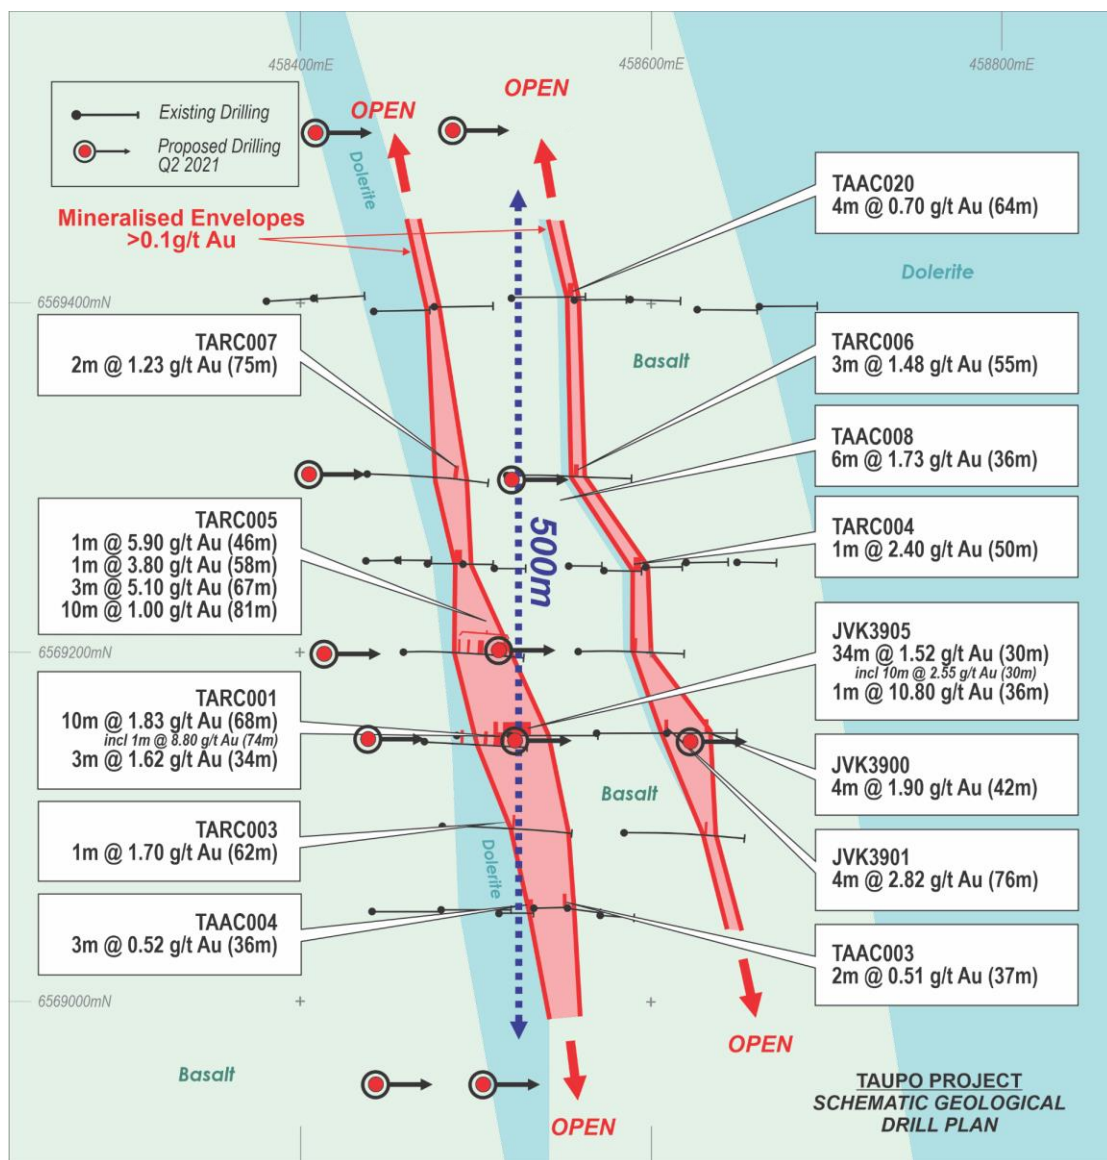 458400mE
458600mE
458800mE
Existing Drilling
Proposed Drilling
Q2 2021
OPEN
OPEN
Dolerite
Mineralised Envelopes
>0.1g/t Au
TAAC020
4m @ 0.70 g/t Au (64m)
Dolerite
6569400mN
TARC007
2m @ 1.23 g/t Au (75m)
Basalt
TARC006
3m @ 1.48 g/t Au (55m)
TAAC008
6m @ 1.73 g/t Au (36m)
500m
TARC005
1m @ 5.90 g/t Au (46m)
1m @ 3.80 g/t Au (58m)
3m @ 5.10 g/t Au (67m)
10m @ 1.00 g/t Au (81m)
TARC004
1m @ 2.40 g/t Au (50m)
6569200mN
JVK3905
34m @ 1.52 g/t Au (30m)
incl 10m @ 2.55 g/t Au (30m)
1m @ 10.80 g/t Au (36m)
TARC001
10m @ 1.83 g/t Au (68m)
incl 1m @ 8.80 g/t Au (74m)
3m @ 1.62 g/t Au (34m)
JVK3900
4m @ 1.90 g/t Au (42m)
Basalt
TARC003
1m @ 1.70 g/t Au (62m)
Dolerite
JVK3901
4m @ 2.82 g/t Au (76m)
TAAC004
3m @ 0.52 g/t Au (36m)
TAAC003
2m @ 0.51 g/t Au (37m)
6569000mN
OPEN
Basalt
OPEN
TAUPO PROJECT
SCHEMATIC GEOLOGICAL
DRILL PLAN